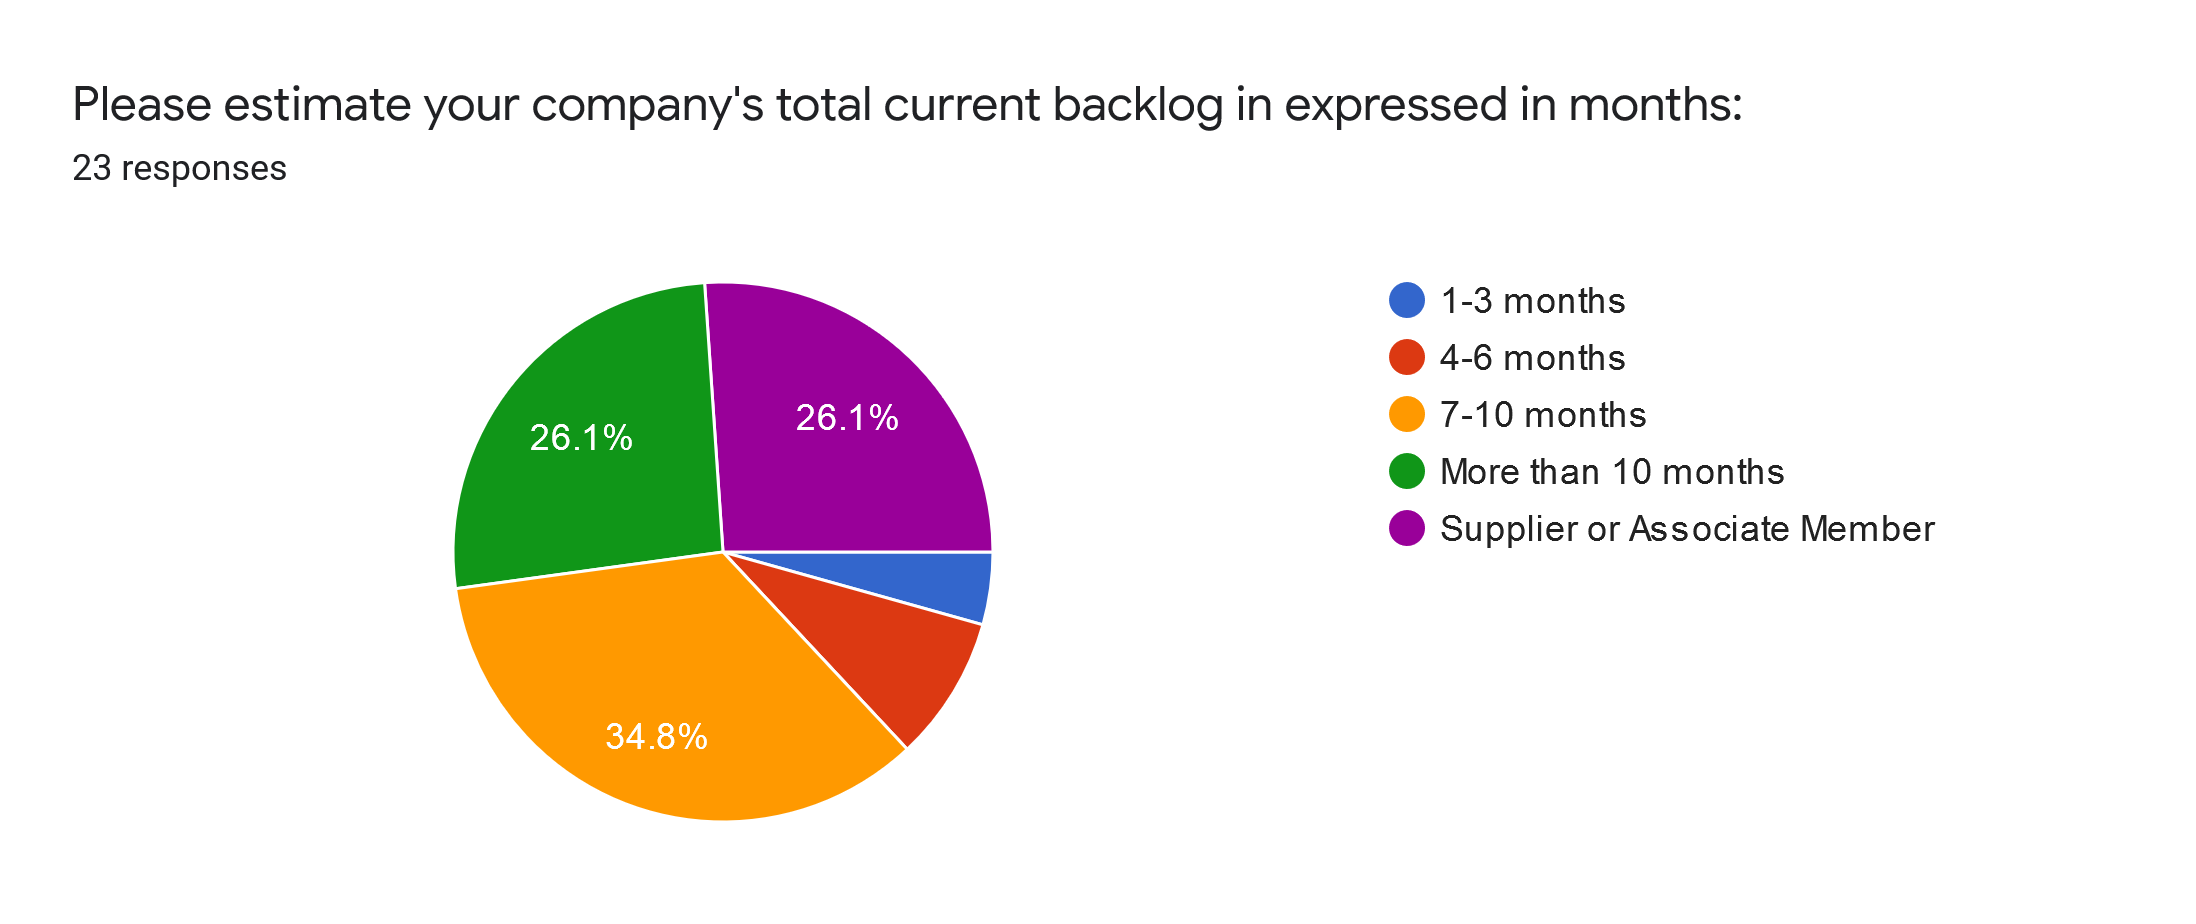 Please estimate your company's total current backlog in expressed in months:
23 responses
26.1%
26.1%
34.8%
1-3 months
4-6 months
7-10 months
More than 10 months
Supplier or Associate Member